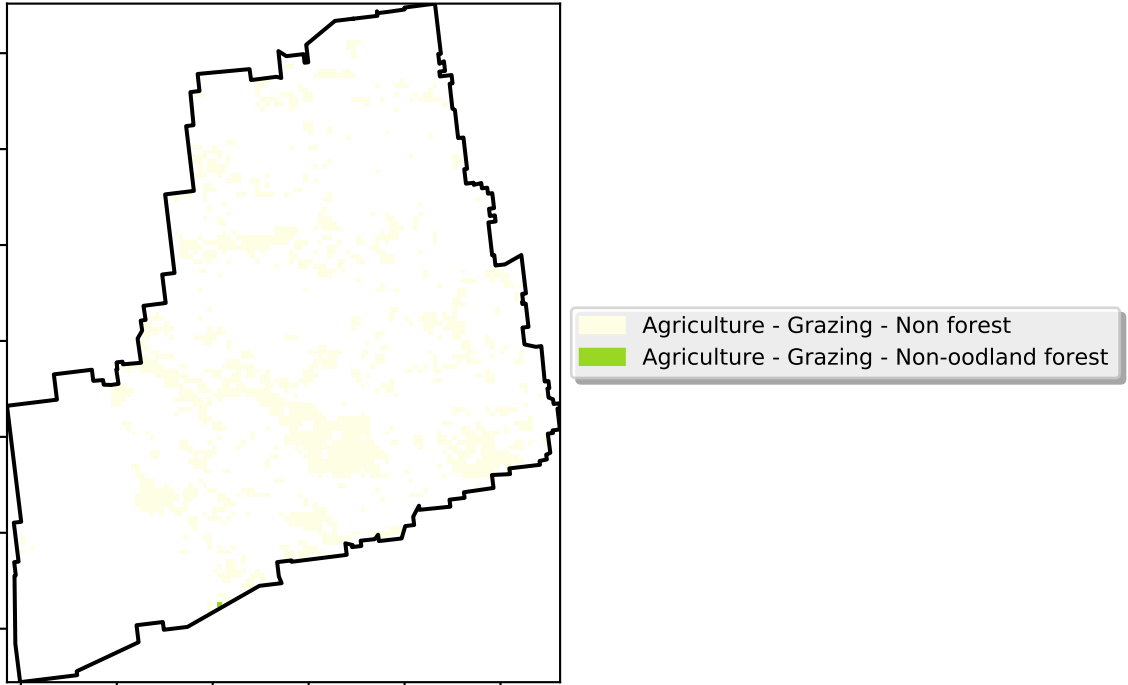 Agriculture - Grazing - Non forest
Agriculture - Grazing - Non-oodland forest